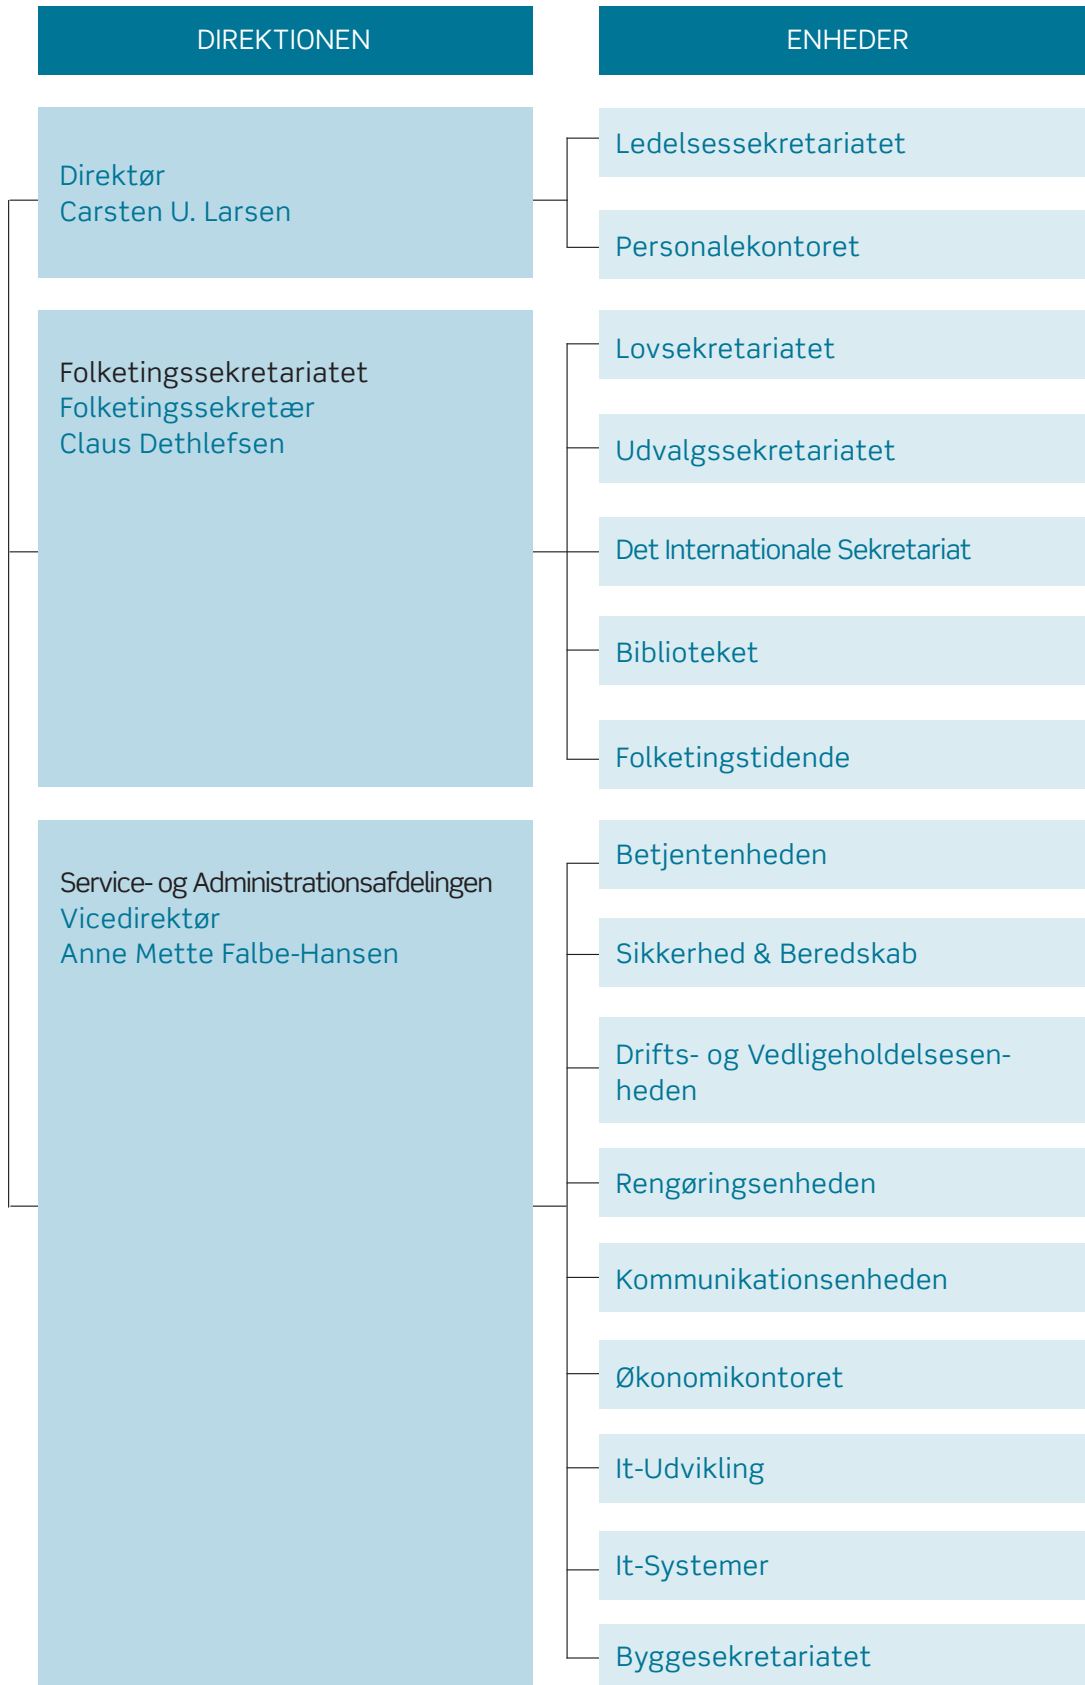 DIREKTIONEN
ENHEDER
Direktør
Carsten U. Larsen
Ledelsessekretariatet
Personalekontoret
Folketingssekretariatet
Folketingssekretær
Claus Dethlefsen
Lovsekretariatet
Udvalgssekretariatet
Det Internationale Sekretariat
Biblioteket
Folketingstidende
Service- og Administrationsafdelingen
Vicedirektør
Anne Mette Falbe-Hansen
Betjentenheden
Sikkerhed & Beredskab
Drifts- og Vedligeholdelsesen-
heden
Rengøringsenheden
Kommunikationsenheden
Økonomikontoret
It-Udvikling
It-Systemer
Byggesekretariatet